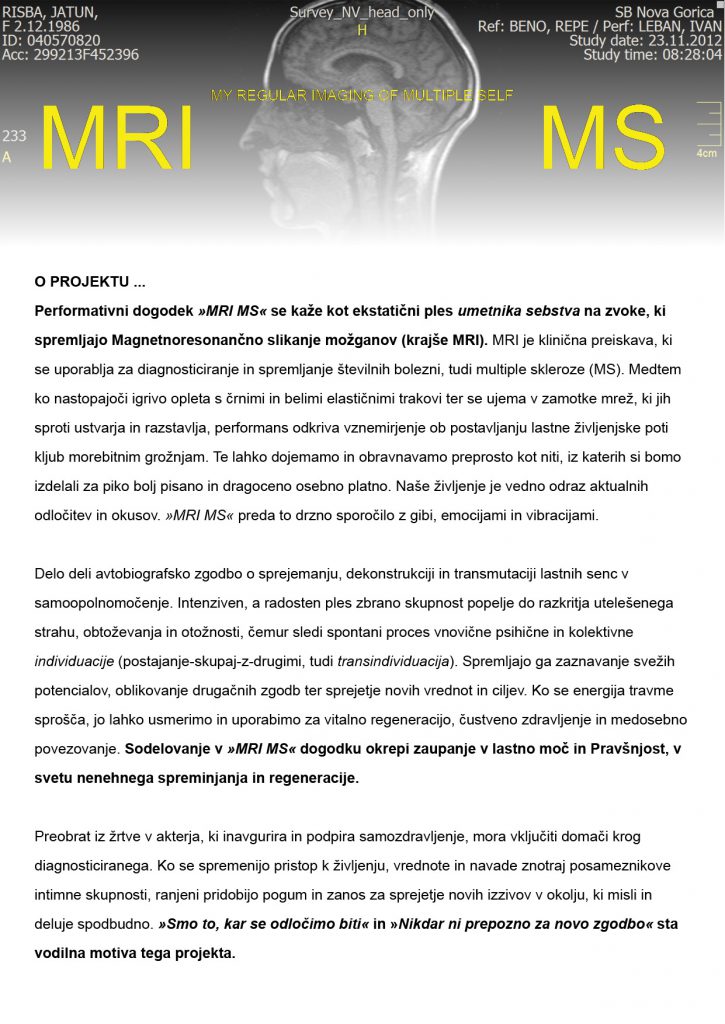 RISBA, JATUN,
F 2.12.1986
ID: 040570820
Acc: 299213F452396
Survey_NV_head_only
H
SB Nova Gorica
Ref: BENO, REPE / Perf: LEBAN, IVAN
Study date: 23.11.2012
Study time: 08:28:04
MY REGULAR IMAGING OF MULTIPLE SELF
MRI MS
233
A
4cm
O PROJEKTU ...
Performativni dogodek »MRI MS« se kaže kot ekstatični ples umetnika sebstva na zvoke, ki
spremljajo Magnetnoresonančno slikanje možganov (krajše MRI). MRI je klinična preiskava, ki
se uporablja za diagnosticiranje in spremljanje številnih bolezni, tudi multiple skleroze (MS). Medtem
ko nastopajoči igrivo opleta s črnimi in belimi elastičnimi trakovi ter se ujema v zamotke mrež, ki jih
sproti ustvarja in razstavlja, performans odkriva vznemirjenje ob postavljanju lastne življenjske poti
kljub morebitnim grožnjam. Te lahko dojemamo in obravnavamo preprosto kot niti, iz katerih si bomo
izdelali za piko bolj pisano in dragoceno osebno platno. Naše življenje je vedno odraz aktualnih
odločitev in okusov. »MRI MS« preda to drzno sporočilo z gibi, emocijami in vibracijami.
Delo deli avtobiografsko zgodbo o sprejemanju, dekonstrukciji in transmutaciji lastnih senc v
samoopolnomočenje. Intenziven, a radosten ples zbrano skupnost popelje do razkritja utelešenega
strahu, obtoževanja in otožnosti, čemur sledi spontani proces vnovične psihične in kolektivne
individuacije (postajanje-skupaj-z-drugimi, tudi transindividuacija). Spremljajo ga zaznavanje svežih
potencialov, oblikovanje drugačnih zgodb ter sprejetje novih vrednot in ciljev. Ko se energija travme
sprošča, jo lahko usmerimo in uporabimo za vitalno regeneracijo, čustveno zdravljenje in medosebno
povezovanje. Sodelovanje v »MRI MS« dogodku okrepi zaupanje v lastno moč in Pravšnjost, v
svetu nenehnega spreminjanja in regeneracije.
Preobrat iz žrtve v akterja, ki inavgurira in podpira samozdravljenje, mora vključiti domači krog
diagnosticiranega. Ko se spremenijo pristop k življenju, vrednote in navade znotraj posameznikove
intimne skupnosti, ranjeni pridobijo pogum in zanos za sprejetje novih izzivov v okolju, ki misli in
deluje spodbudno. »Smo to, kar se odločimo biti« in »Nikdar ni prepozno za novo zgodbo« sta
vodilna motiva tega projekta.